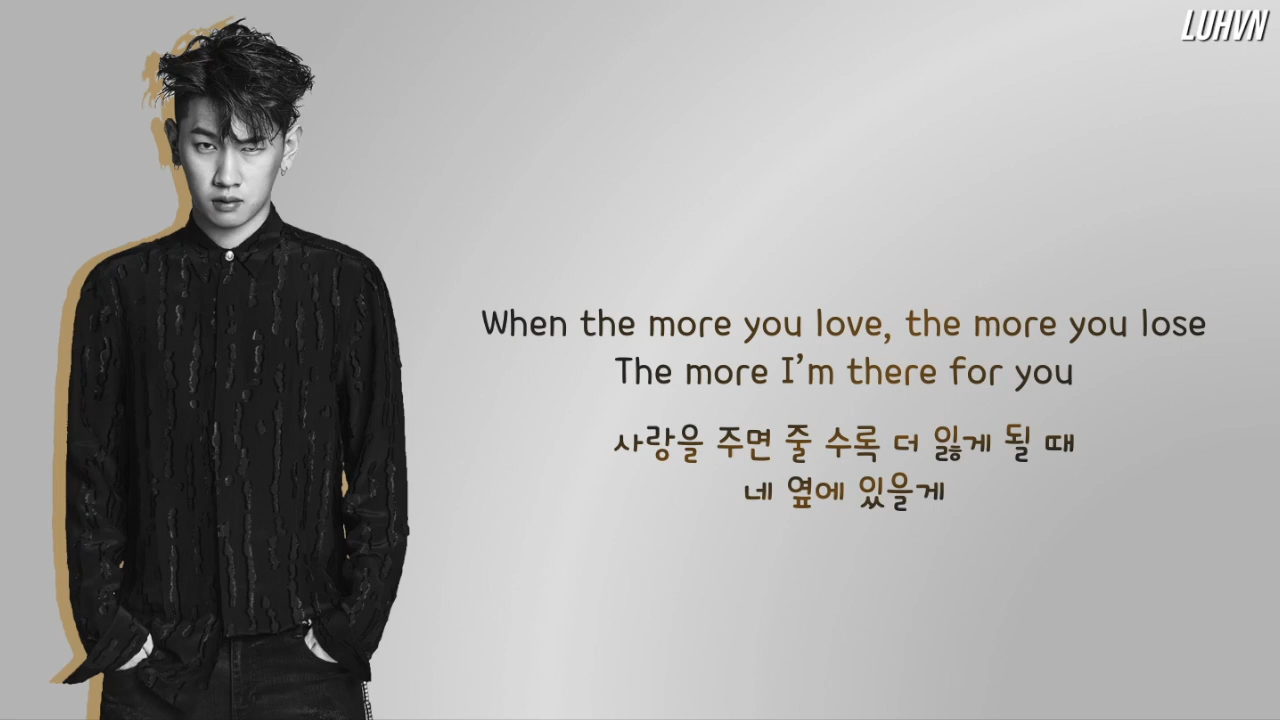 LUHVN
When the more you love, the more you lose
The more I'm there for you
사랑을 주면 줄 수록 더 잃게 될 때
네 옆에 있을게